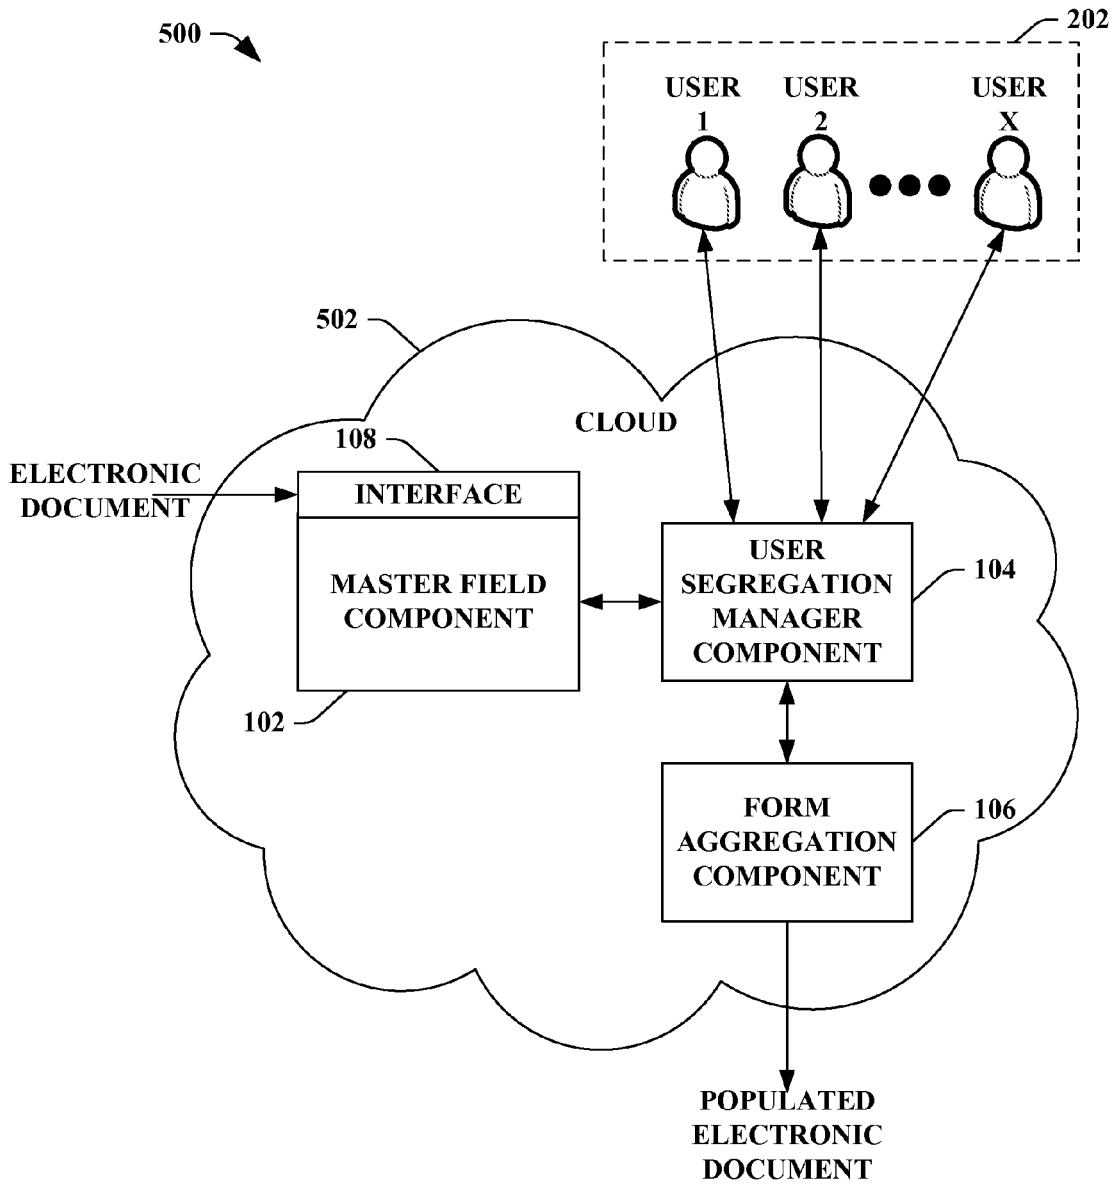 500
202
USER
1
USER
2
USER
X
502
CLOUD
108
ELECTRONIC
DOCUMENT
INTERFACE
MASTER FIELD
COMPONENT
102
USER
SEGREGATION
MANAGER
COMPONENT
104
FORM
AGGREGATION
COMPONENT
106
POPULATED
ELECTRONIC
DOCUMENT